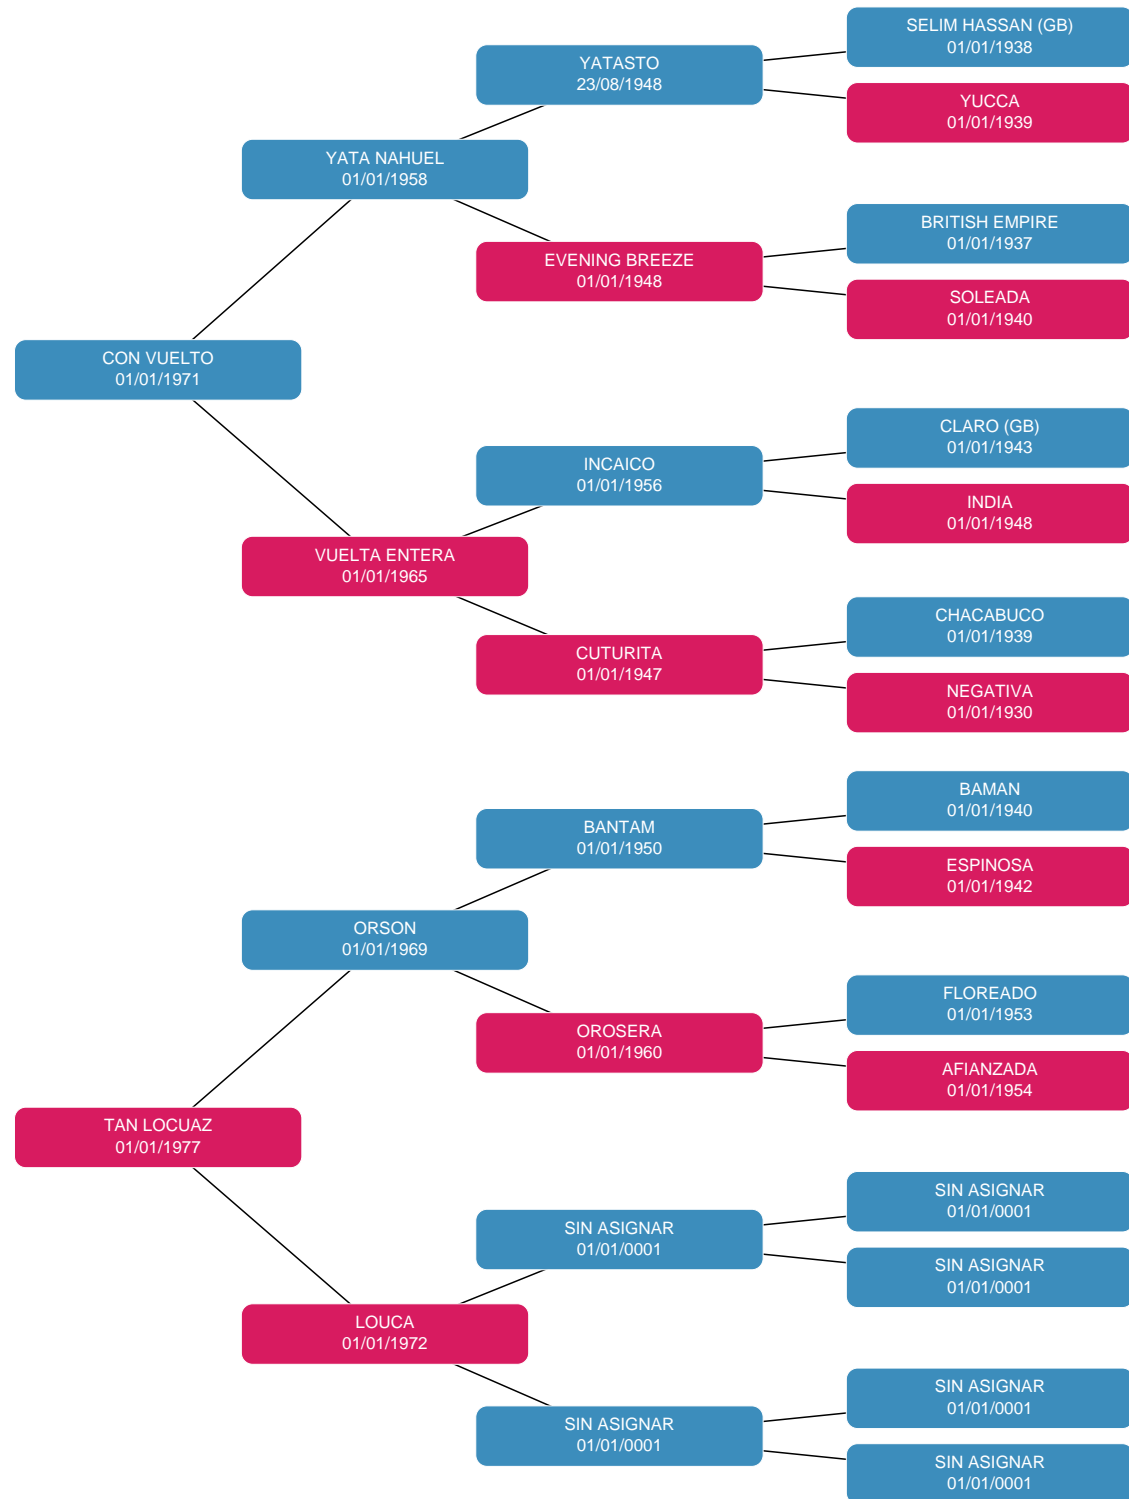 SELIM HASSAN (GB)
01/01/1938
YATASTO
23/08/1948
YUCCA
01/01/1939
YATA NAHUEL
01/01/1958
BRITISH EMPIRE
01/01/1937
EVENING BREEZE
01/01/1948
SOLEADA
01/01/1940
CON VUELTO
01/01/1971
CLARO (GB)
01/01/1943
INCAICO
01/01/1956
INDIA
01/01/1948
VUELTA ENTERA
01/01/1965
CHACABUCO
01/01/1939
CUTURITA
01/01/1947
NEGATIVA
01/01/1930
BAMAN
01/01/1940
BANTAM
01/01/1950
ESPINOSA
01/01/1942
ORSON
01/01/1969
FLOREADO
01/01/1953
OROSERA
01/01/1960
AFIANZADA
01/01/1954
TAN LOCUAZ
01/01/1977
SIN ASIGNAR
01/01/0001
SIN ASIGNAR
01/01/0001
SIN ASIGNAR
01/01/0001
LOUCA
01/01/1972
SIN ASIGNAR
01/01/0001
SIN ASIGNAR
01/01/0001
SIN ASIGNAR
01/01/0001